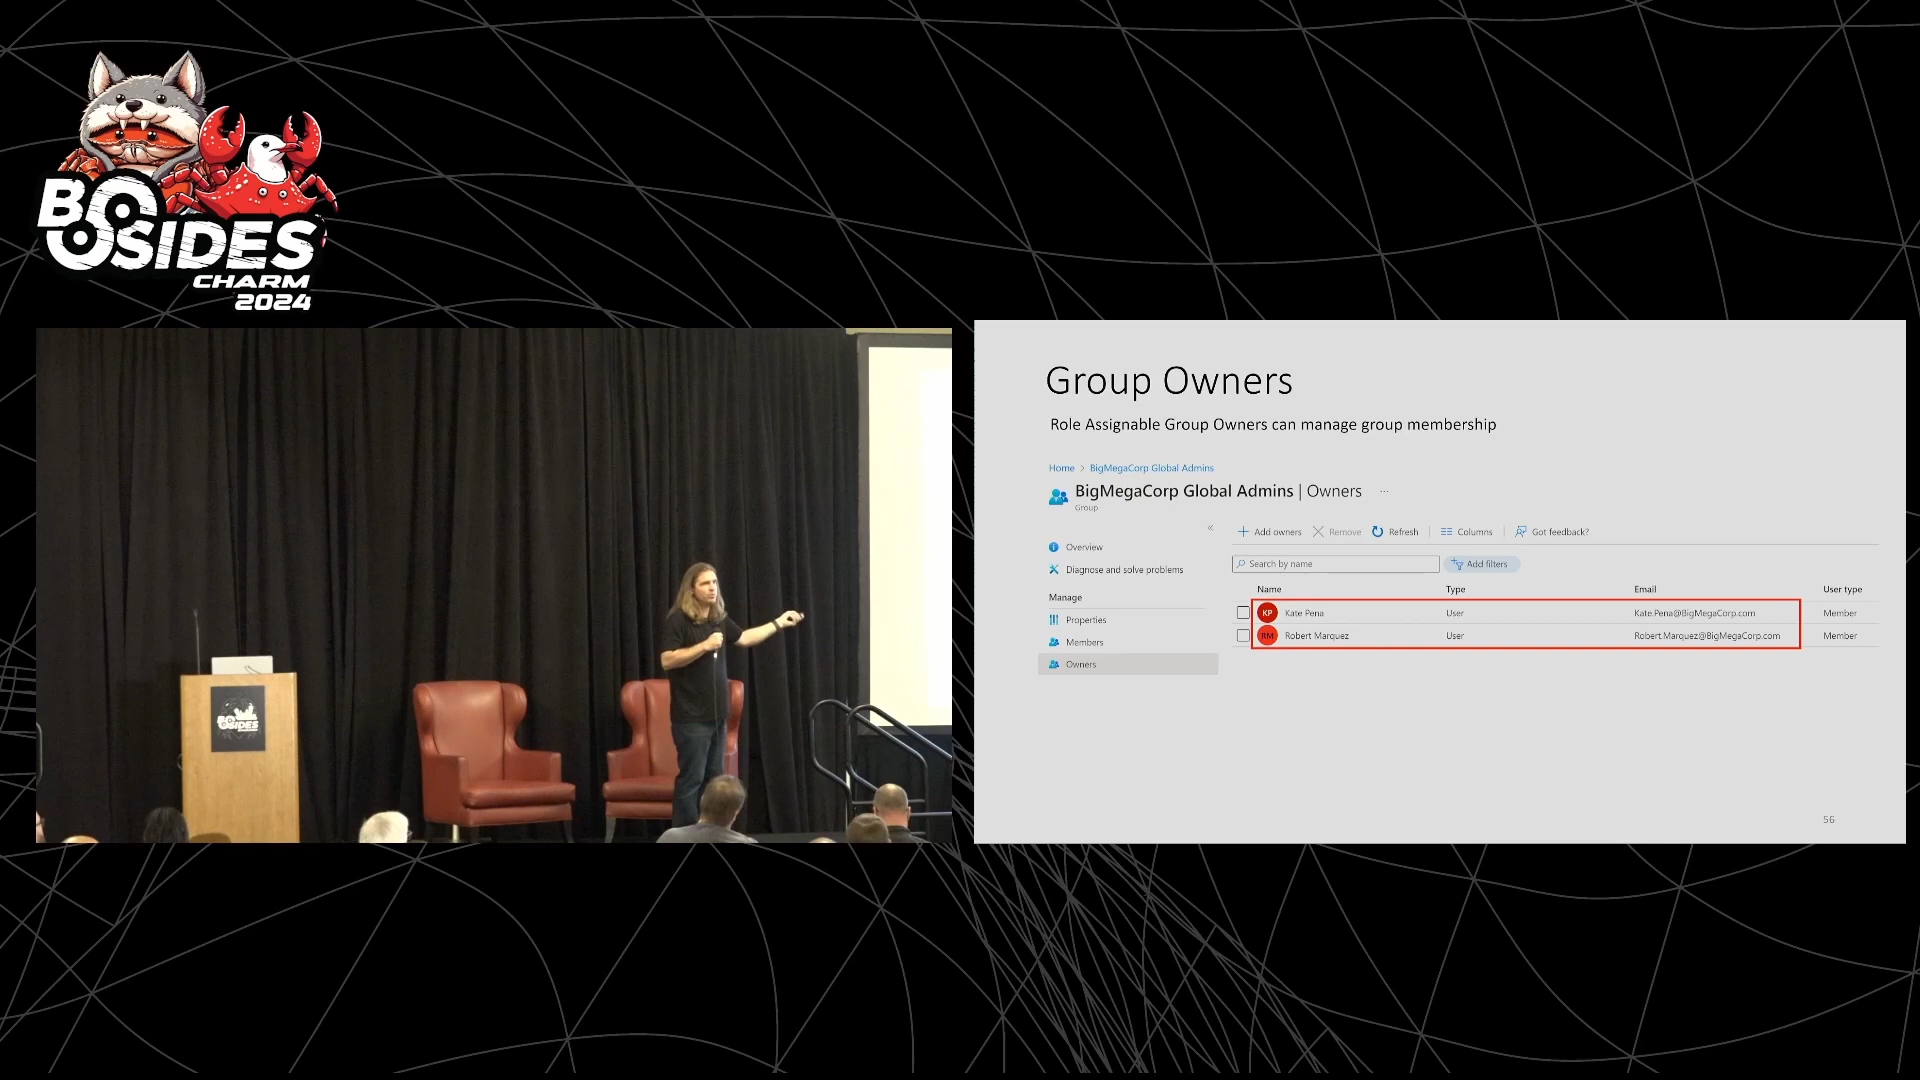 BSIDES
CHARM
2024
BSIDES
Group Owners
Role Assignable Group Owners can manage group membership
Home > BigMegaCorp Global Admins
BigMegaCorp Global Admins | Owners ...
Group
«
Overview
Diagnose and solve problems
Manage
Properties
Members
Owners
+ Add owners Remove Refresh | Columns | Got feedback?
Search by name Add filters
Name Type Email User type
KP Kate Pena User Kate.Pena@BigMegaCorp.com Member
RM Robert Marquez User Robert.Marquez@BigMegaCorp.com Member
56